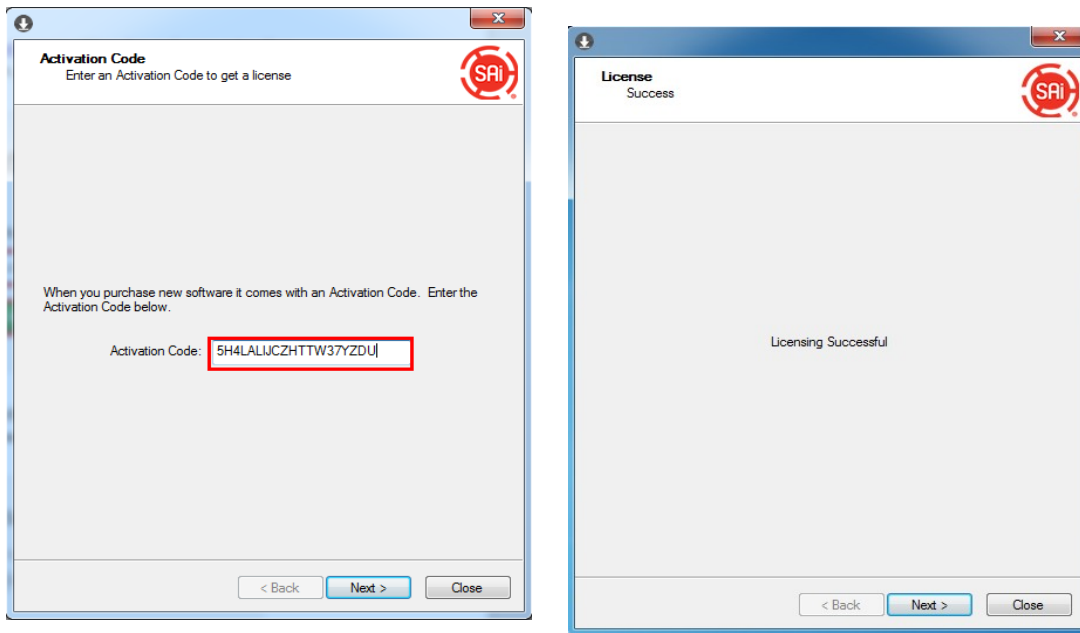 Activation Code
Enter an Activation Code to get a license
SAi
When you purchase new software it comes with an Activation Code. Enter the
Activation Code below.
Activation Code: 5H4LALIJCZHTTW37YZDU
< Back Next > Close
License
Success
SAi
Licensing Successful
< Back Next > Close